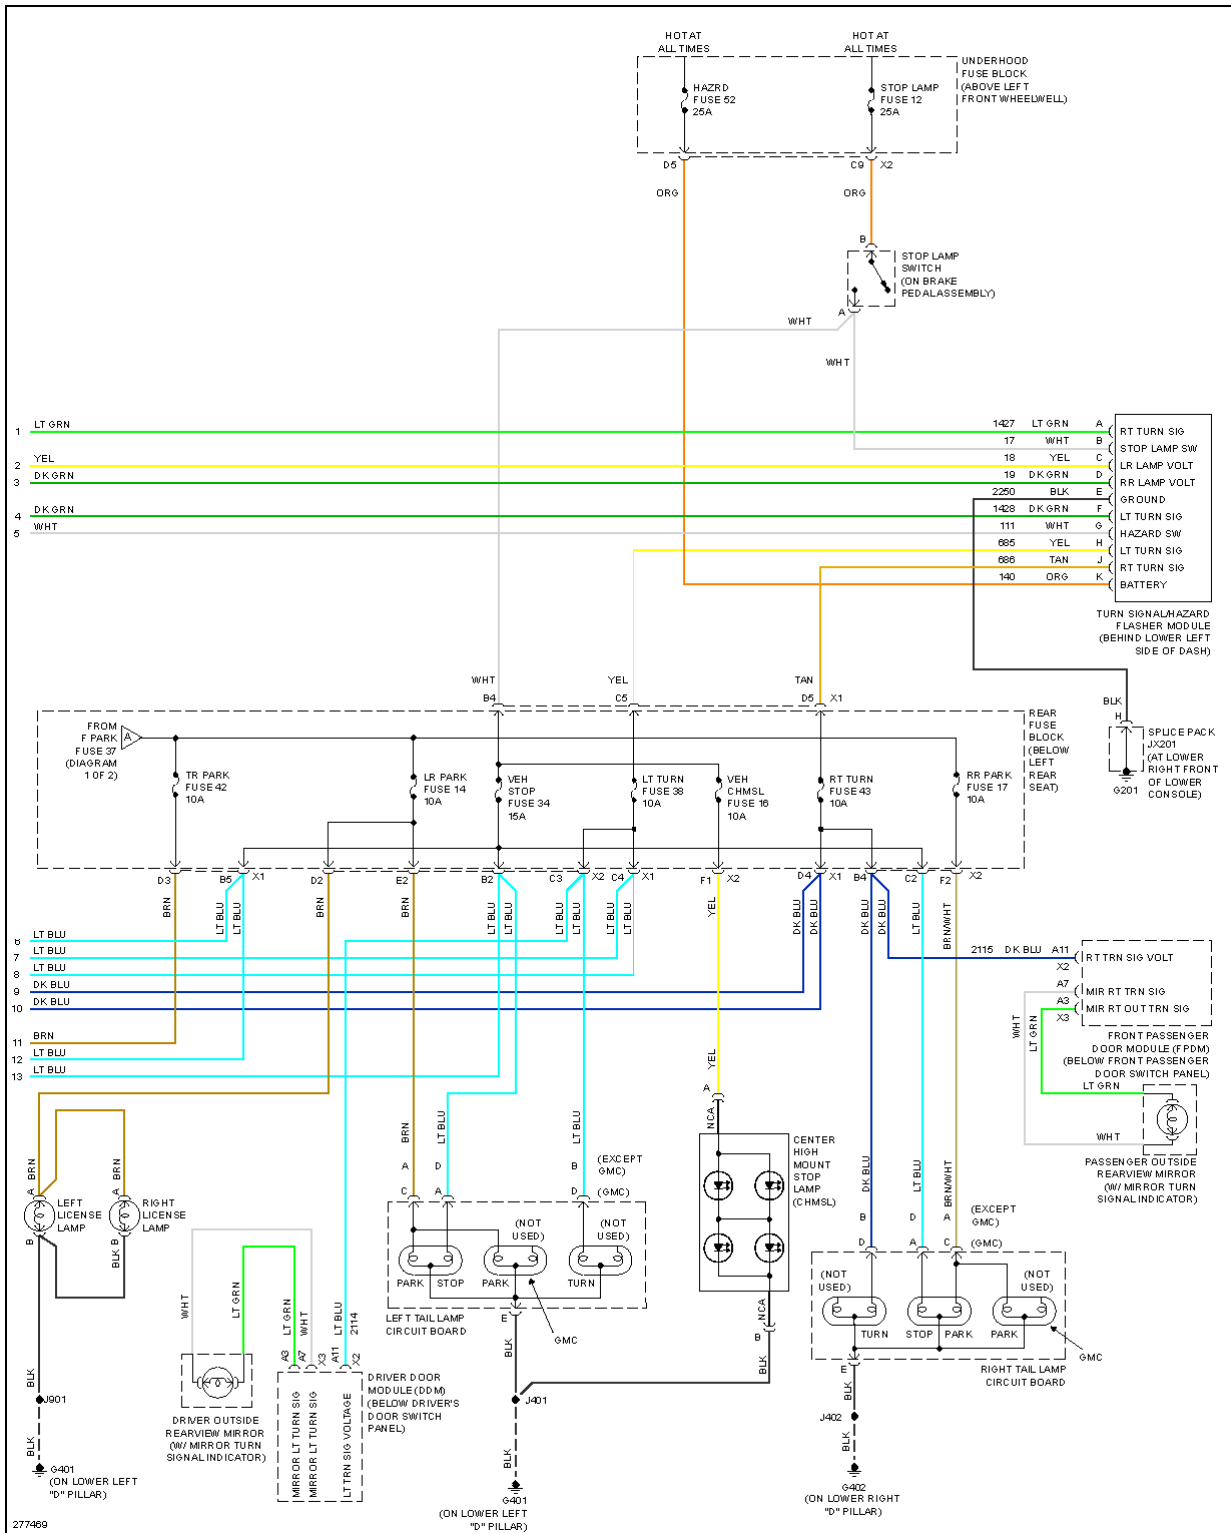 HOT AT
ALL TIMES
HOT AT
ALL TIMES
UNDERHOOD
FUSE BLOCK
(ABOVE LEFT
FRONT WHEELWELL)
HAZRD
FUSE 52
25A
STOP LAMP
FUSE 12
25A
D5
C9
X2
ORG
ORG
B
STOP LAMP
SWITCH
(ON BRAKE
PEDALASSEMBLY)
A
WHT
WHT
1 LT GRN
2 YEL
3 DK GRN
4 DK GRN
5 WHT
1427 LT GRN A RT TURN SIG
17 WHT B STOP LAMP SW
18 YEL C LR LAMP VOLT
19 DK GRN D RR LAMP VOLT
2250 BLK E GROUND
1428 DK GRN F LT TURN SIG
111 WHT G HAZARD SW
685 YEL H LT TURN SIG
686 TAN J RT TURN SIG
140 ORG K BATTERY
TURN SIGNAL/HAZARD
FLASHER MODULE
(BEHIND LOWER LEFT
SIDE OF DASH)
WHT
B4
YEL
C5
TAN
D5
X1
BLK
H
SPLICE PACK
JX201
(AT LOWER
RIGHT FRONT
OF LOWER
CONSOLE)
G201
REAR
FUSE
BLOCK
(BELOW
LEFT
REAR
SEAT)
FROM
F PARK
FUSE 37
(DIAGRAM
1 OF 2)
A
TR PARK
FUSE 42
10A
LR PARK
FUSE 14
10A
VEH
STOP
FUSE 34
15A
LT TURN
FUSE 38
10A
VEH
CHMSL
FUSE 16
10A
RT TURN
FUSE 43
10A
RR PARK
FUSE 17
10A
D3
B5
X1
D2
E2
B2
C3
X2
C4
X1
F1
X2
D4
X1
B4
C2
F2
X2
BRN
LT BLU
LT BLU
BRN
BRN
LT BLU
LT BLU
LT BLU
LT BLU
LT BLU
LT BLU
YEL
DK BLU
DK BLU
DK BLU
DK BLU
LT BLU
BRN/WHT
6 LT BLU
7 LT BLU
8 LT BLU
9 DK BLU
10 DK BLU
11 BRN
12 LT BLU
13 LT BLU
2115 DK BLU A11 RT TRN SIG VOLT
X2
A7 MIR RT TRN SIG
A3 MIR RT OUT TRN SIG
X3
WHT
LT GRN
FRONT PASSENGER
DOOR MODULE (FPDM)
(BELOW FRONT PASSENGER
DOOR SWITCH PANEL)
LT GRN
WHT
PASSENGER OUTSIDE
REARVIEW MIRROR
(W/ MIRROR TURN
SIGNAL INDICATOR)
BRN
A
LEFT
LICENSE
LAMP
B
BRN
A
RIGHT
LICENSE
LAMP
B
BLK
BLK
J901
BLK
G401
(ON LOWER LEFT
"D" PILLAR)
WHT
LT GRN
DRIVER OUTSIDE
REARVIEW MIRROR
(W/ MIRROR TURN
SIGNAL INDICATOR)
LT GRN
WHT
LT BLU
2114
A3
A7
X3
A11
X2
MIRROR LT TURN SIG
MIRROR LT TURN SIG
LT TRN SIG VOLTAGE
DRIVER DOOR
MODULE (DDM)
(BELOW DRIVER'S
DOOR SWITCH
PANEL)
BRN
LT BLU
LT BLU
A
D
B
(EXCEPT
GMC)
C
A
D
(GMC)
(NOT
USED)
(NOT
USED)
PARK
STOP
PARK
TURN
LEFT TAIL LAMP
CIRCUIT BOARD
GMC
E
BLK
J401
BLK
G401
(ON LOWER LEFT
"D" PILLAR)
YEL
A
NCA
CENTER
HIGH
MOUNT
STOP
LAMP
(CHMSL)
NCA
B
BLK
DK BLU
LT BLU
BRN/WHT
B
D
A
(EXCEPT
GMC)
D
A
C
(GMC)
(NOT
USED)
(NOT
USED)
TURN
STOP
PARK
PARK
GMC
RIGHT TAIL LAMP
CIRCUIT BOARD
E
BLK
J402
BLK
G402
(ON LOWER RIGHT
"D" PILLAR)
277469